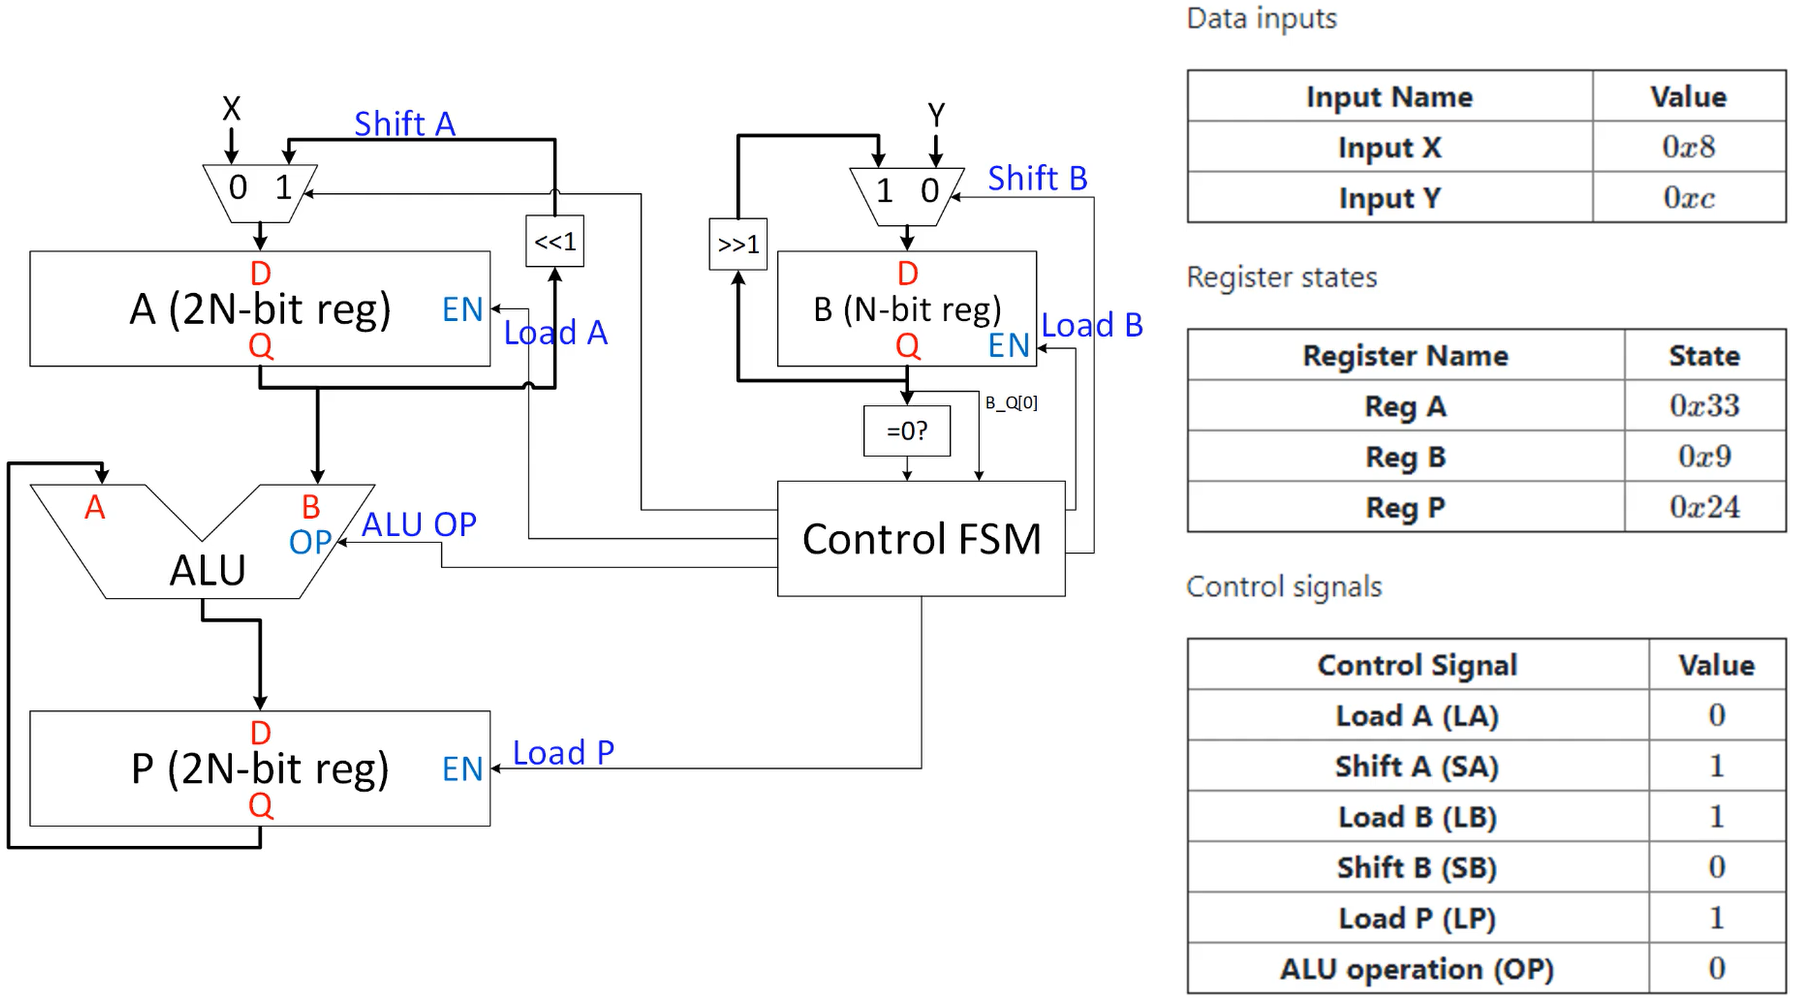 X
Shift A
Y
Shift B
0 1
1 0
<<1
>>1
D
A (2N-bit reg)
EN
Q
Load A
D
B (N-bit reg)
Q
EN
Load B
B_Q[0]
=0?
A
B
OP
ALU OP
ALU
Control FSM
D
P (2N-bit reg)
EN
Q
Load P
Data inputs
Input Name Value
Input X 0x8
Input Y 0xc
Register states
Register Name State
Reg A 0x33
Reg B 0x9
Reg P 0x24
Control signals
Control Signal Value
Load A (LA) 0
Shift A (SA) 1
Load B (LB) 1
Shift B (SB) 0
Load P (LP) 1
ALU operation (OP) 0